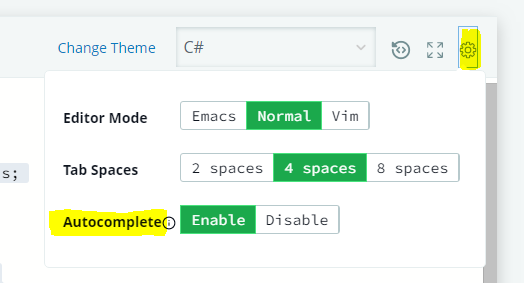 Change Theme C#
s;
Editor Mode Emacs Normal Vim
Tab Spaces 2 spaces 4 spaces 8 spaces
Autocomplete Enable Disable